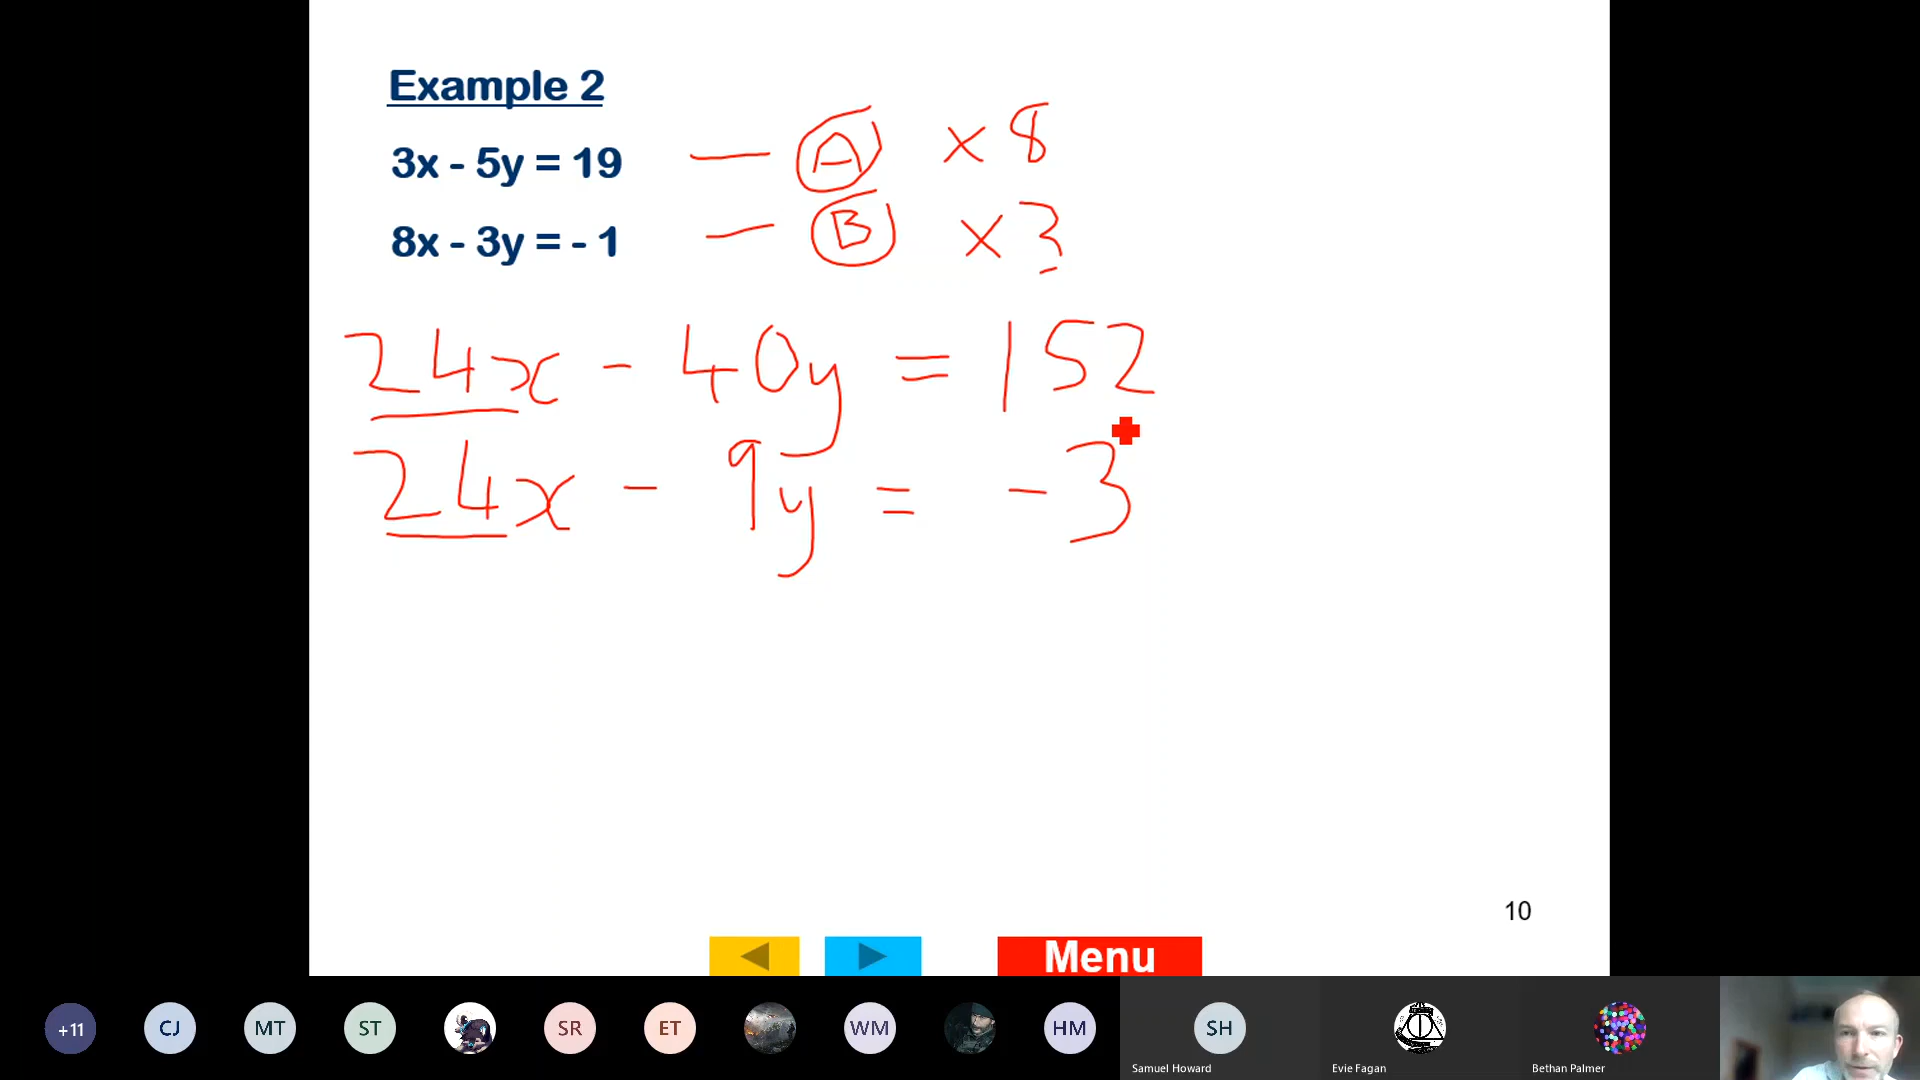 Example 2
3x - 5y = 19 — A × 8
8x - 3y = - 1 — B × 3
24x - 40y = 152
24x - 9y = - 3
10
Menu
+11 CJ MT ST SR ET WM HM SH
Samuel Howard Evie Fagan Bethan Palmer